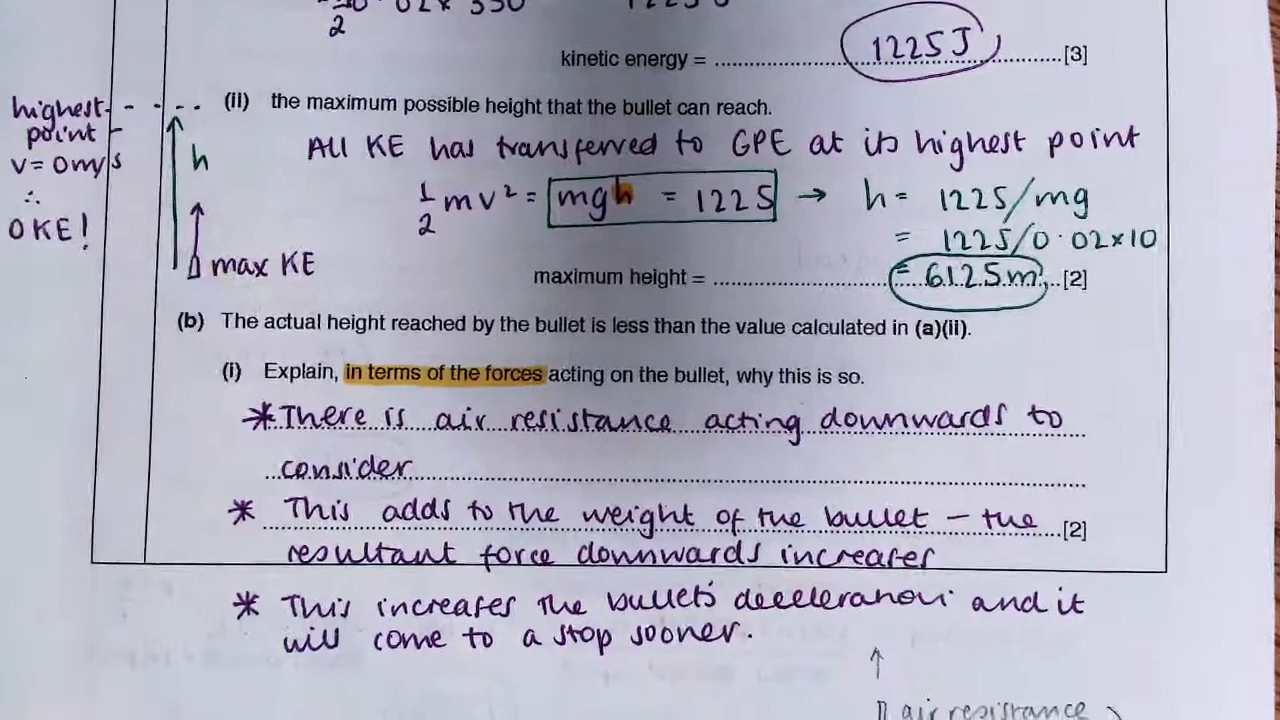 2
kinetic energy = 1225J [3]
highest
point
v= 0m/s
∴
0KE!
h
max KE
(ii) the maximum possible height that the bullet can reach.
All KE has transferred to GPE at its highest point
1/2 mv² = mgh = 1225 → h = 1225/mg
= 1225/0.02×10
maximum height = = 6125m [2]
(b) The actual height reached by the bullet is less than the value calculated in (a)(ii).
(i) Explain, in terms of the forces acting on the bullet, why this is so.
*There is air resistance acting downwards to
consider
* This adds to the weight of the bullet – the [2]
resultant force downwards increases
* This increases the bullet's deceleration and it
will come to a stop sooner.
↑
air resistance